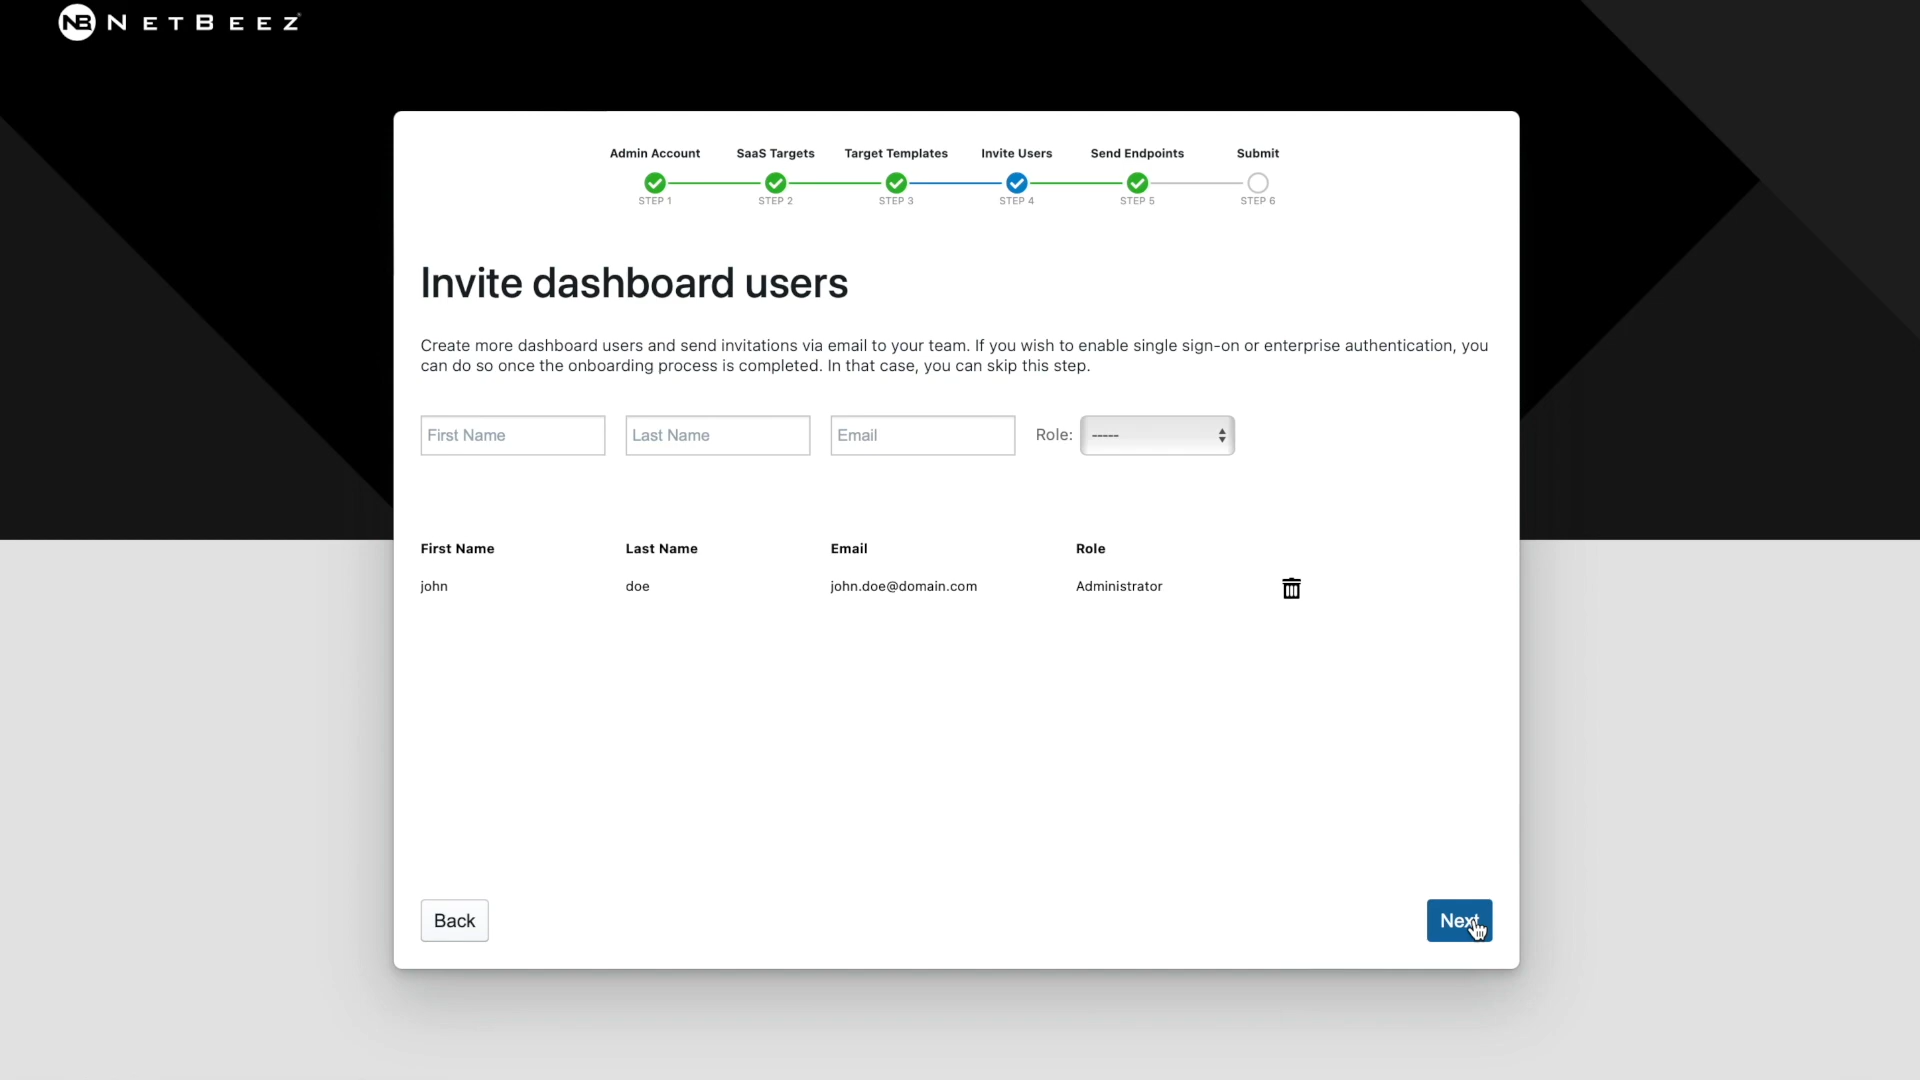 NB NETBEEZ
Admin Account SaaS Targets Target Templates Invite Users Send Endpoints Submit
STEP 1 STEP 2 STEP 3 STEP 4 STEP 5 STEP 6
Invite dashboard users
Create more dashboard users and send invitations via email to your team. If you wish to enable single sign-on or enterprise authentication, you
can do so once the onboarding process is completed. In that case, you can skip this step.
First Name Last Name Email Role: -----
First Name Last Name Email Role
john doe john.doe@domain.com Administrator
Back Next